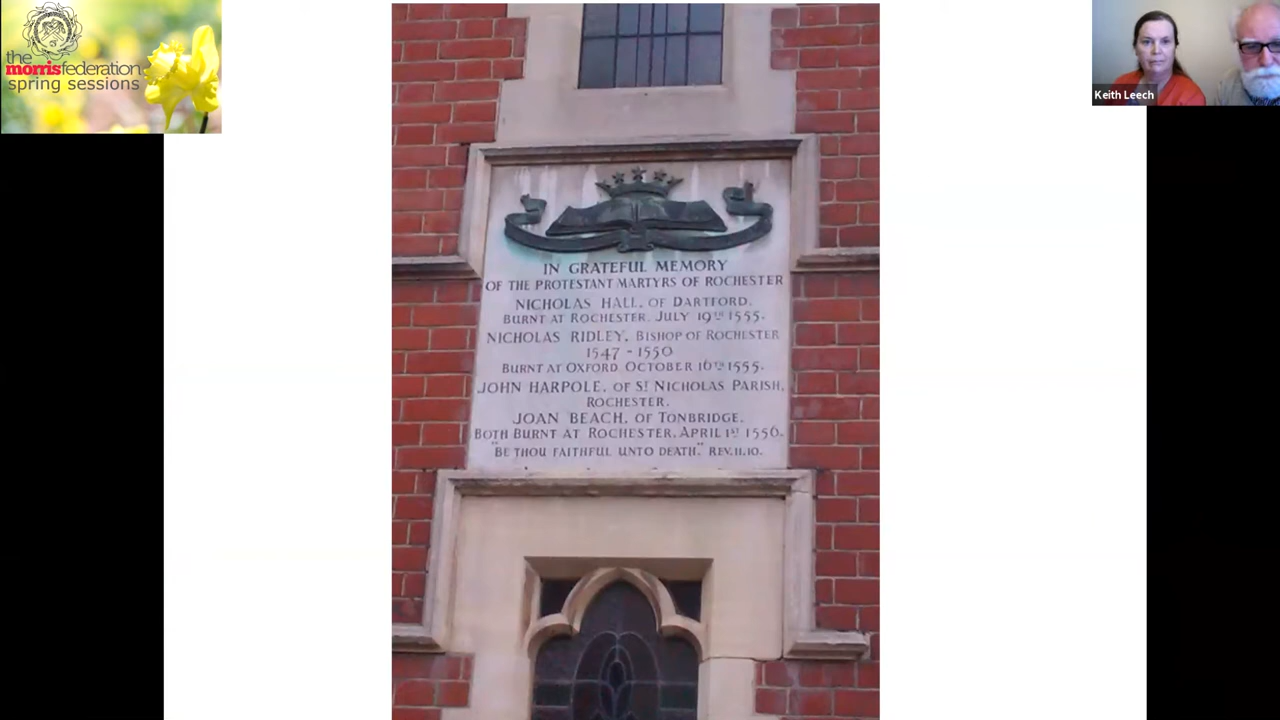 the
morrisfederation
spring sessions
Keith Leech
IN GRATEFUL MEMORY
OF THE PROTESTANT MARTYRS OF ROCHESTER
NICHOLAS HALL, OF DARTFORD.
BURNT AT ROCHESTER, JULY 19TH 1555.
NICHOLAS RIDLEY, BISHOP OF ROCHESTER
1547 - 1550
BURNT AT OXFORD, OCTOBER 16TH 1555.
JOHN HARPOLE, OF ST NICHOLAS PARISH,
ROCHESTER.
JOAN BEACH, OF TONBRIDGE.
BOTH BURNT AT ROCHESTER, APRIL 1ST 1556.
"BE THOU FAITHFUL UNTO DEATH." REV. II. 10.